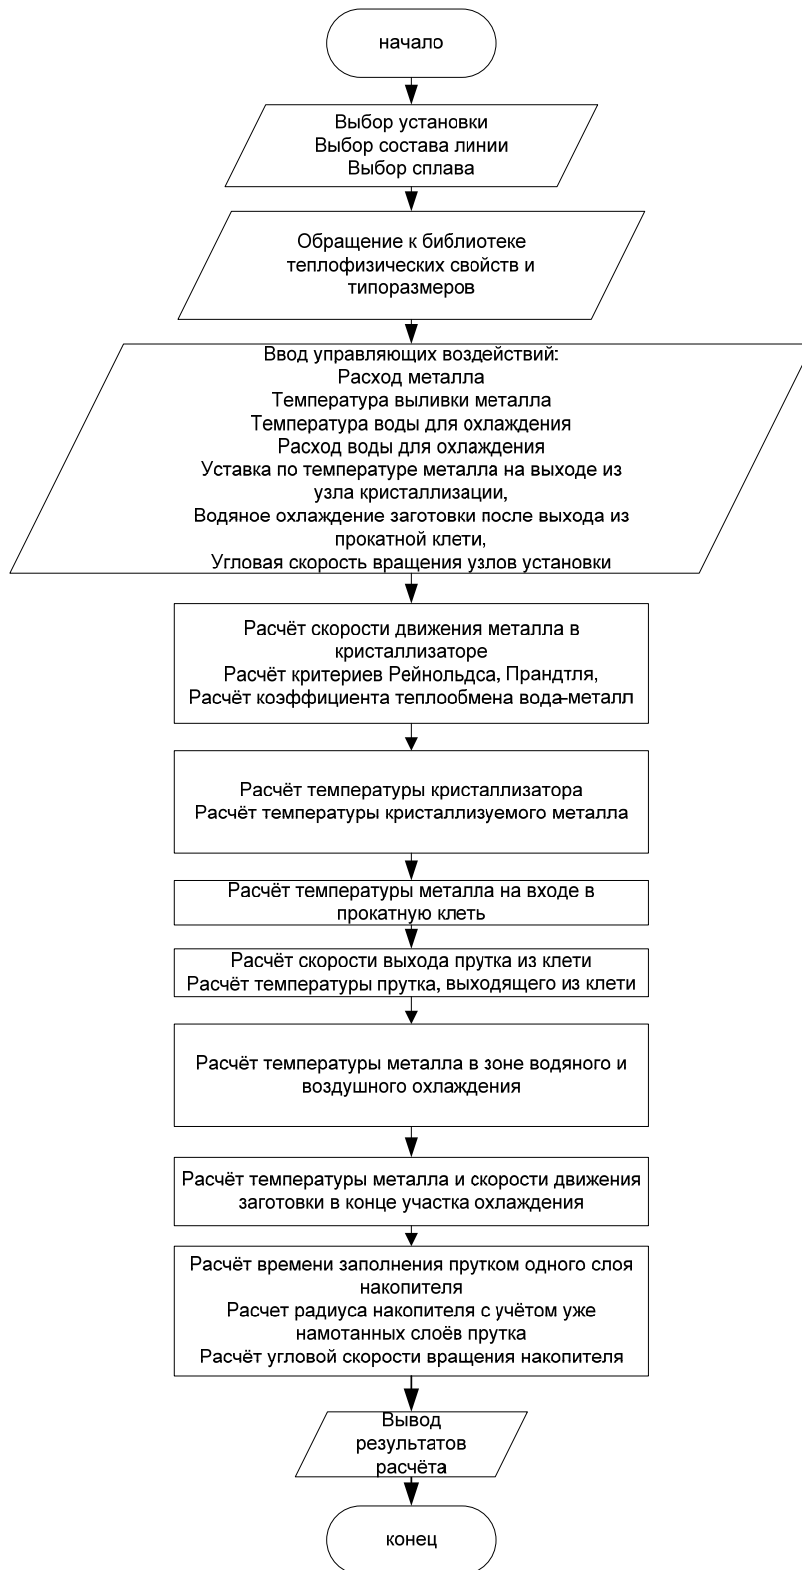 начало
Выбор установки
Выбор состава линии
Выбор сплава
Обращение к библиотеке
теплофизических свойств и
типоразмеров
Ввод управляющих воздействий:
Расход металла
Температура выливки металла
Температура воды для охлаждения
Расход воды для охлаждения
Уставка по температуре металла на выходе из
узла кристаллизации,
Водяное охлаждение заготовки после выхода из
прокатной клети,
Угловая скорость вращения узлов установки
Расчёт скорости движения металла в
кристаллизаторе
Расчёт критериев Рейнольдса, Прандтля,
Расчёт коэффициента теплообмена вода-металл
Расчёт температуры кристаллизатора
Расчёт температуры кристаллизуемого металла
Расчёт температуры металла на входе в
прокатную клеть
Расчёт скорости выхода прутка из клети
Расчёт температуры прутка, выходящего из клети
Расчёт температуры металла в зоне водяного и
воздушного охлаждения
Расчёт температуры металла и скорости движения
заготовки в конце участка охлаждения
Расчёт времени заполнения прутком одного слоя
накопителя
Расчет радиуса накопителя с учётом уже
намотанных слоёв прутка
Расчёт угловой скорости вращения накопителя
Вывод
результатов
расчёта
конец